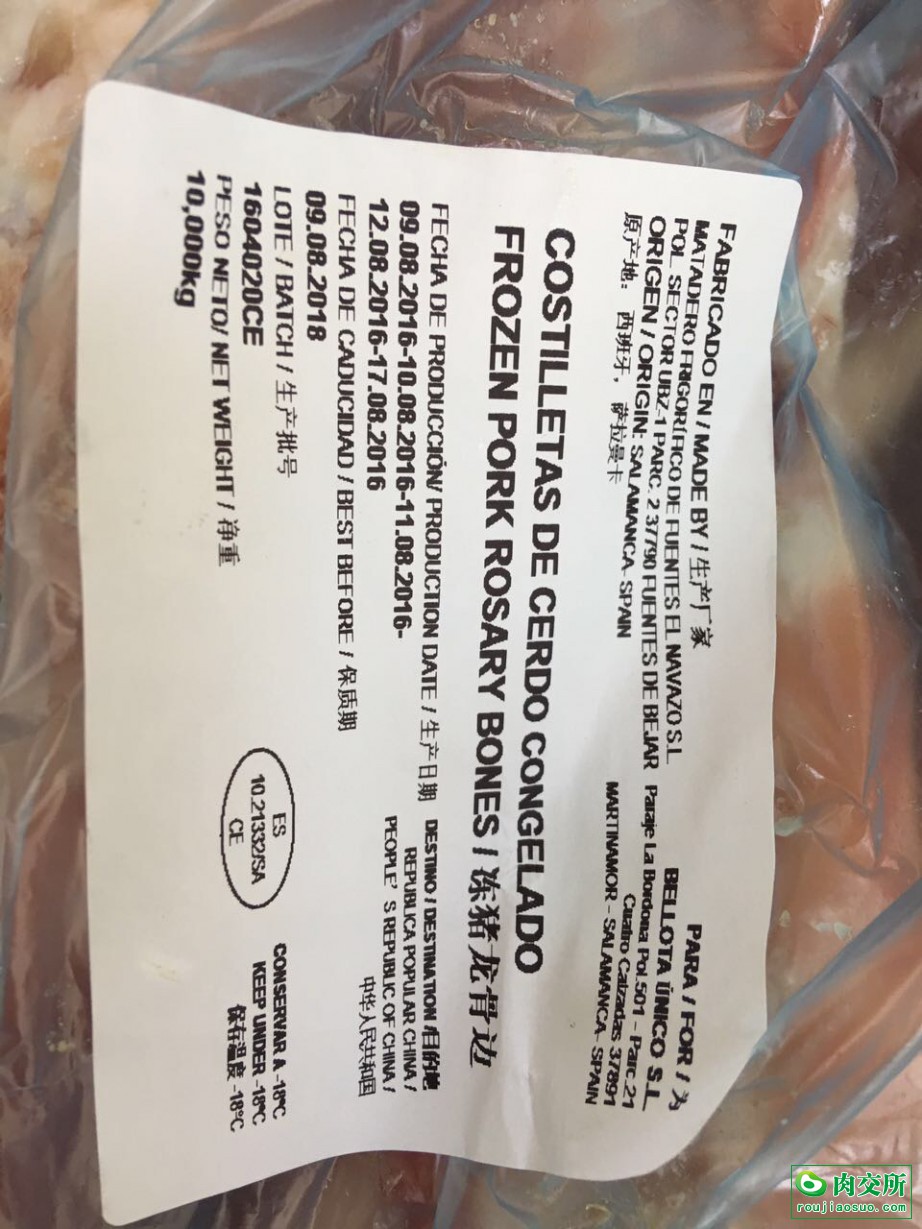 FABRICADO EN / MADE BY / 生产厂家
MATADERO FRIGORÍFICO DE FUENTES EL NAVAZO S.L.
POL. SECTOR UBZ-1 PARC. 2 37790 FUENTES DE BEJAR
ORIGEN / ORIGIN: SALAMANCA- SPAIN
原产地: 西班牙, 萨拉曼卡
PARA / FOR / 为
BELLOTA ÚNICO S.L.
Paraje La Bordona Pol.501 - Parc.21
Cuatro Calzadas 37891
MARTINAMOR - SALAMANCA- SPAIN
COSTILLETAS DE CERDO CONGELADO
FROZEN PORK ROSARY BONES / 冻猪龙骨边
FECHA DE PRODUCCIÓN/ PRODUCTION DATE / 生产日期
09.08.2016-10.08.2016-11.08.2016-
12.08.2016-17.08.2016
FECHA DE CADUCIDAD / BEST BEFORE / 保质期
09.08.2018
LOTE / BATCH / 生产批号
1604020CE
PESO NETO/ NET WEIGHT / 净重
10,000kg
DESTINO / DESTINATION /目的地
REPUBLICA POPULAR CHINA /
PEOPLE'S REPUBLIC OF CHINA /
中华人民共和国
ES
10.21332/SA
CE
CONSERVAR A -18ºC
KEEP UNDER -18ºC
保存温度 -18ºC
肉交所
roujiaosuo.com